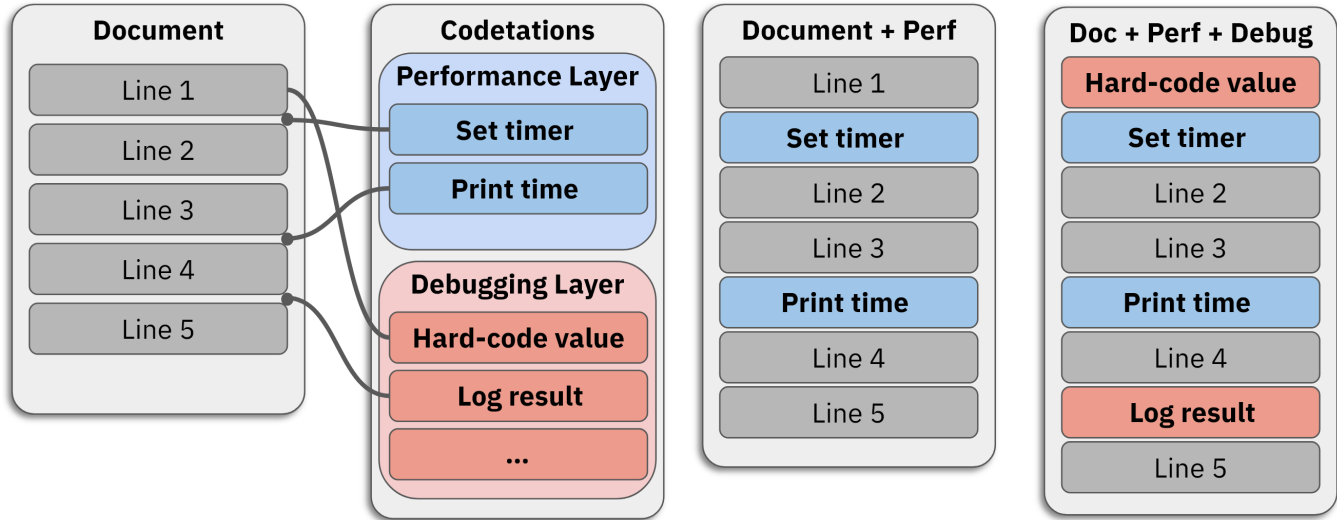 Document
Line 1
Line 2
Line 3
Line 4
Line 5
Codetations
Performance Layer
Set timer
Print time
Debugging Layer
Hard-code value
Log result
...
Document + Perf
Line 1
Set timer
Line 2
Line 3
Print time
Line 4
Line 5
Doc + Perf + Debug
Hard-code value
Set timer
Line 2
Line 3
Print time
Line 4
Log result
Line 5